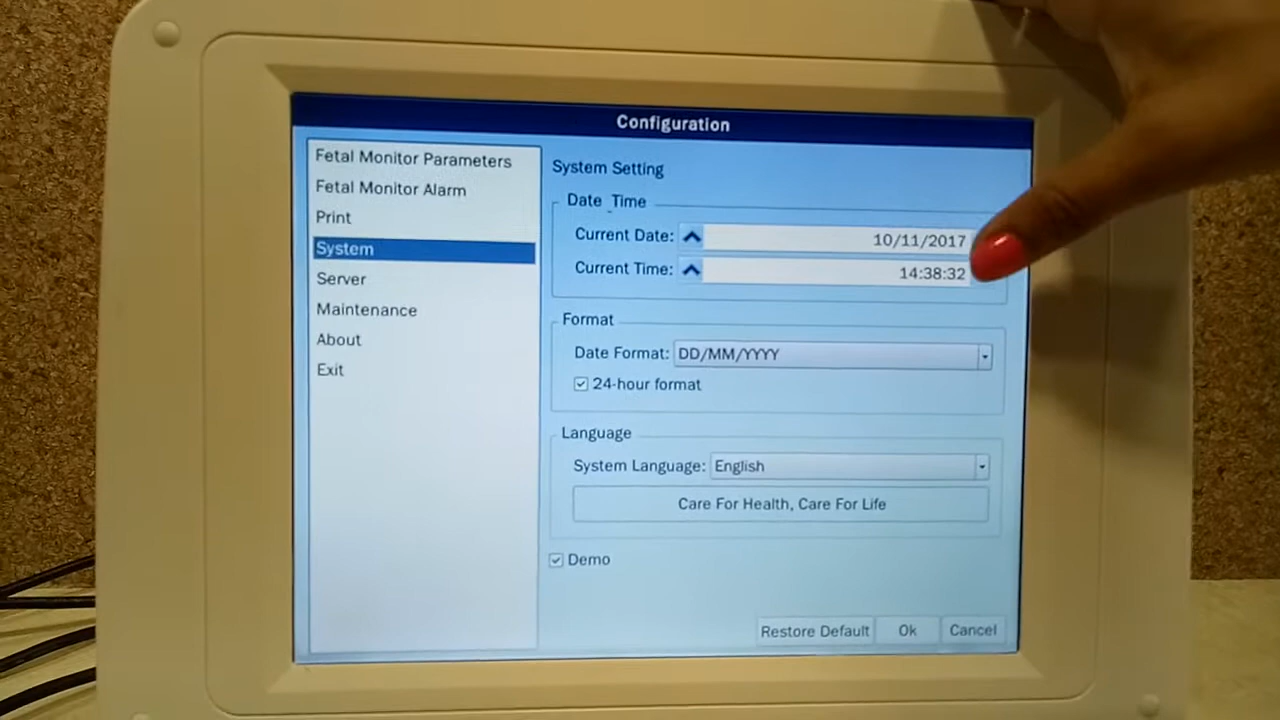 Configuration
Fetal Monitor Parameters
Fetal Monitor Alarm
Print
System
Server
Maintenance
About
Exit
System Setting
Date Time
Current Date: 10/11/2017
Current Time: 14:38:32
Format
Date Format: DD/MM/YYYY
24-hour format
Language
System Language: English
Care For Health, Care For Life
Demo
Restore Default Ok Cancel